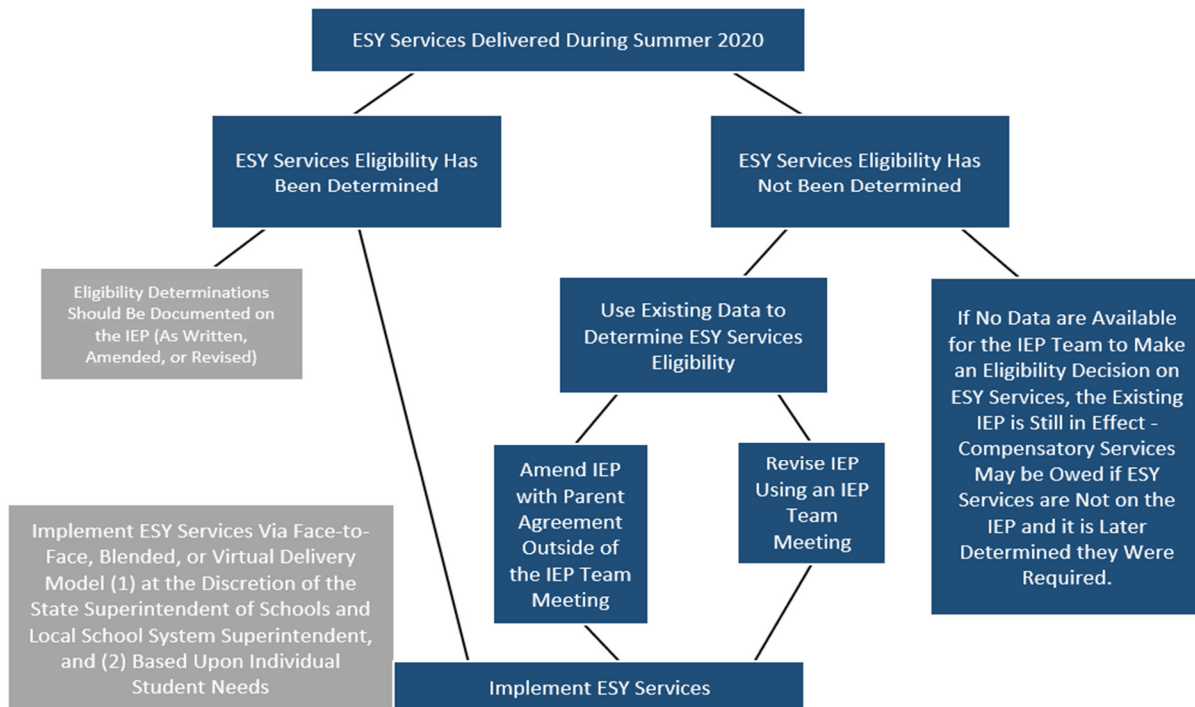 ESY Services Delivered During Summer 2020
ESY Services Eligibility Has
Been Determined
ESY Services Eligibility Has
Not Been Determined
Eligibility Determinations
Should Be Documented on
the IEP (As Written,
Amended, or Revised)
Use Existing Data to
Determine ESY Services
Eligibility
If No Data are Available
for the IEP Team to Make
an Eligibility Decision on
ESY Services, the Existing
IEP is Still in Effect -
Compensatory Services
May be Owed if ESY
Services are Not on the
IEP and it is Later
Determined they Were
Required.
Amend IEP
with Parent
Agreement
Outside of
the IEP Team
Meeting
Revise IEP
Using an IEP
Team
Meeting
Implement ESY Services Via Face-to-
Face, Blended, or Virtual Delivery
Model (1) at the Discretion of the
State Superintendent of Schools and
Local School System Superintendent,
and (2) Based Upon Individual
Student Needs
Implement ESY Services